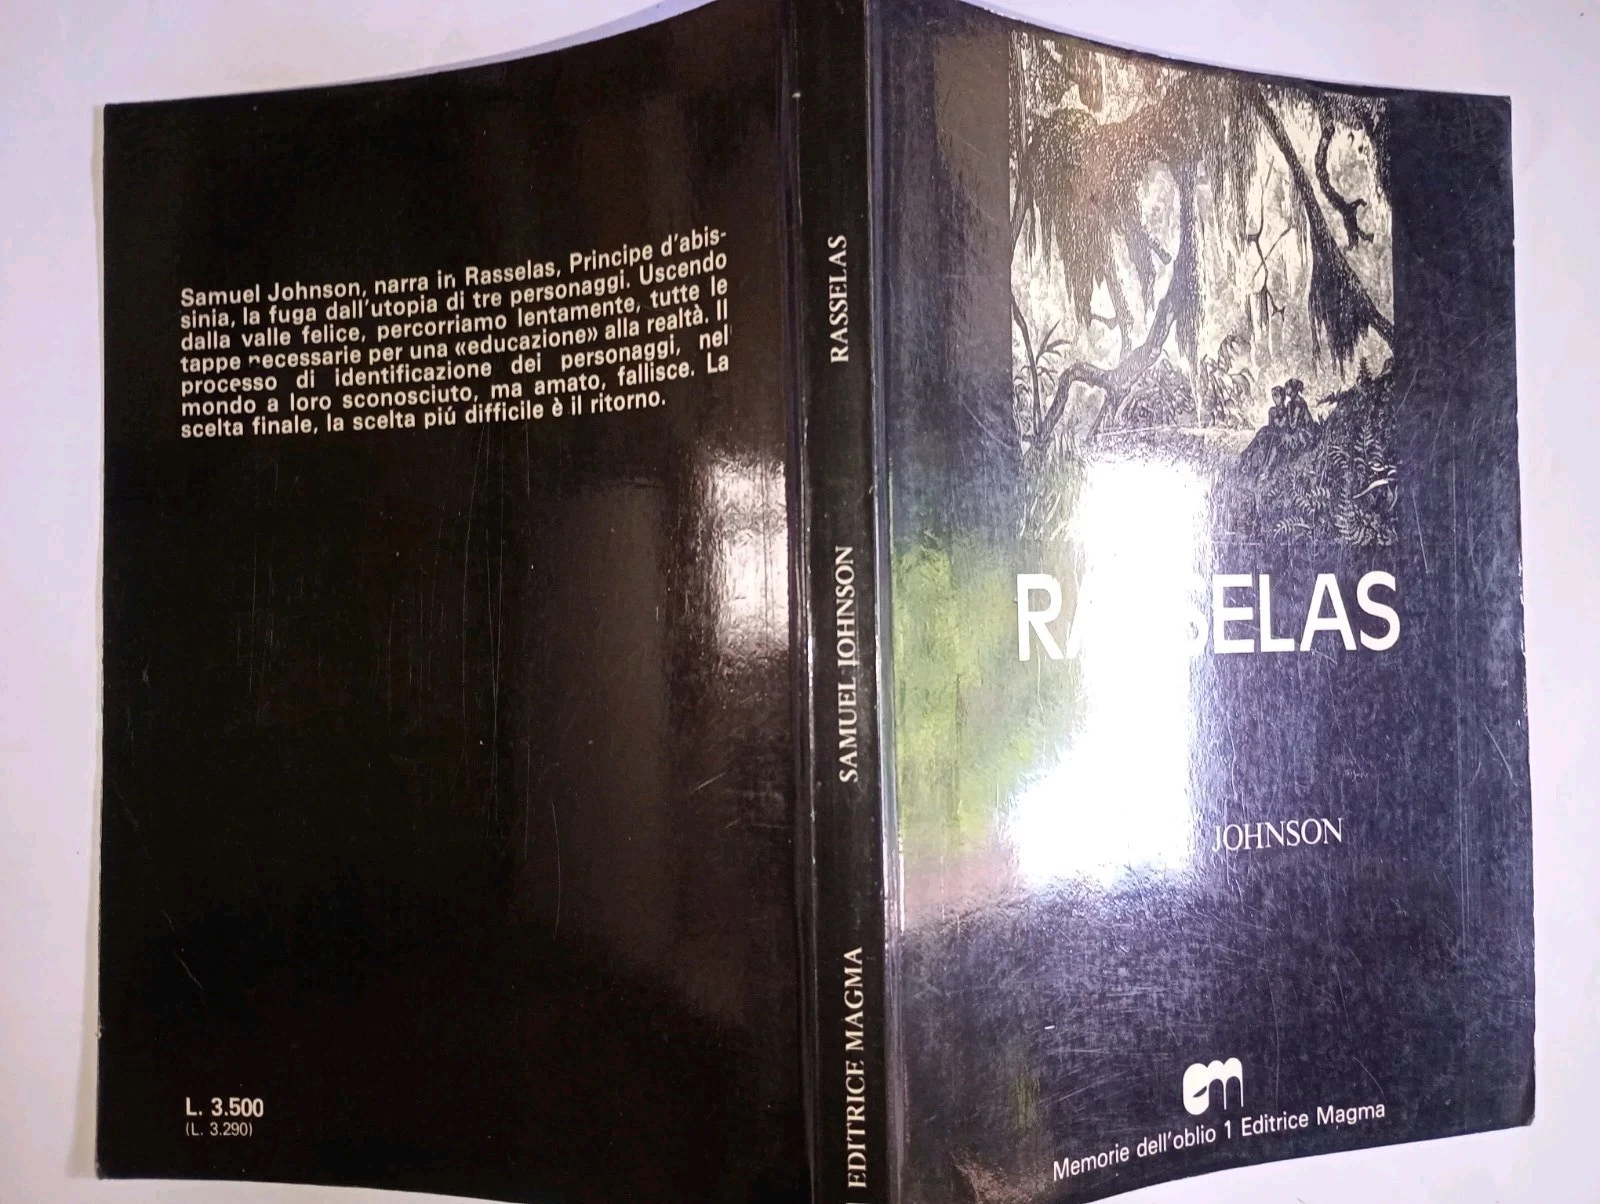 Samuel Johnson, narra in Rasselas, Principe d'abis-
sinia, la fuga dall'utopia di tre personaggi. Uscendo
dalla valle felice, percorriamo lentamente, tutte le
tappe necessarie per una «educazione» alla realtà. Il
processo di identificazione dei personaggi, nel
mondo a loro sconosciuto, ma amato, fallisce. La
scelta finale, la scelta piú difficile è il ritorno.
L. 3.500
(L. 3.290)
RASSELAS
SAMUEL JOHNSON
EDITRICE MAGMA
RASSELAS
JOHNSON
em
Memorie dell'oblio 1 Editrice Magma